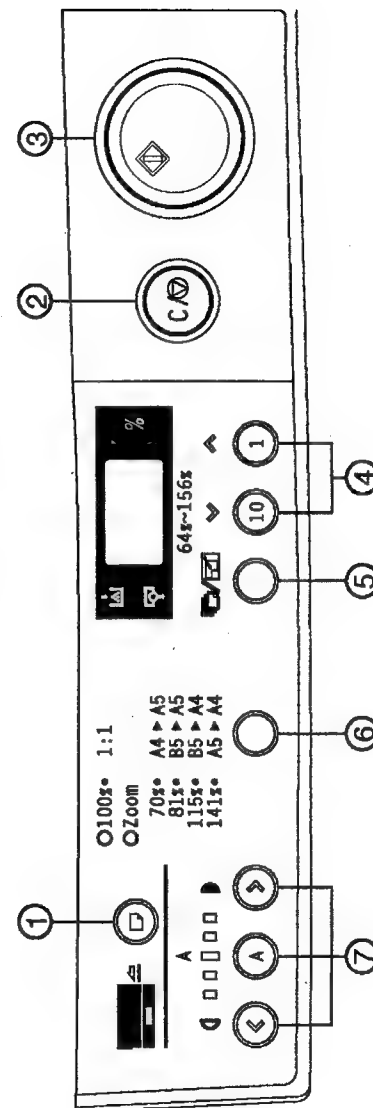 ① ② ③
○100%• 1:1
○Zoom
70%• A4 ▶ A5
81%• B5 ▶ A5
115%• B5 ▶ A4
141%• A5 ▶ A4
%
64%~156%
C/
A
A
10
1
⑦ ⑥ ⑤ ④